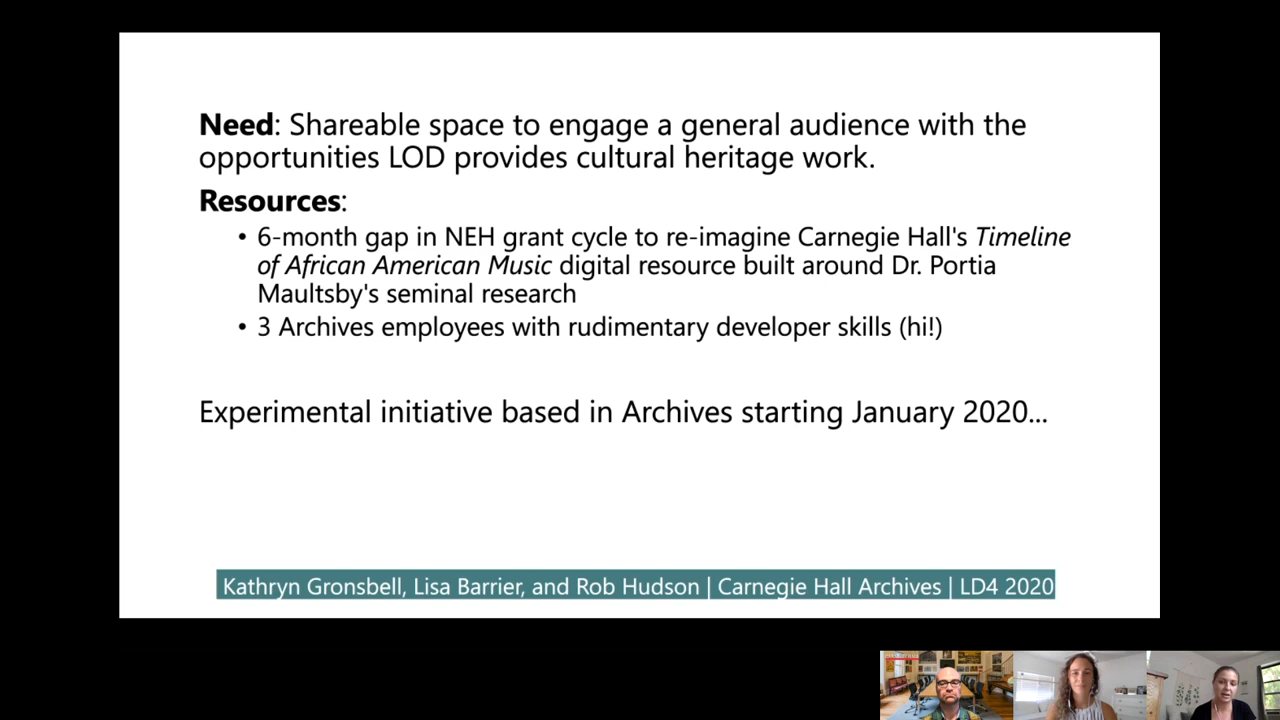 Need: Shareable space to engage a general audience with the
opportunities LOD provides cultural heritage work.
Resources:
• 6-month gap in NEH grant cycle to re-imagine Carnegie Hall's Timeline
of African American Music digital resource built around Dr. Portia
Maultsby's seminal research
• 3 Archives employees with rudimentary developer skills (hi!)
Experimental initiative based in Archives starting January 2020...
Kathryn Gronsbell, Lisa Barrier, and Rob Hudson | Carnegie Hall Archives | LD4 2020